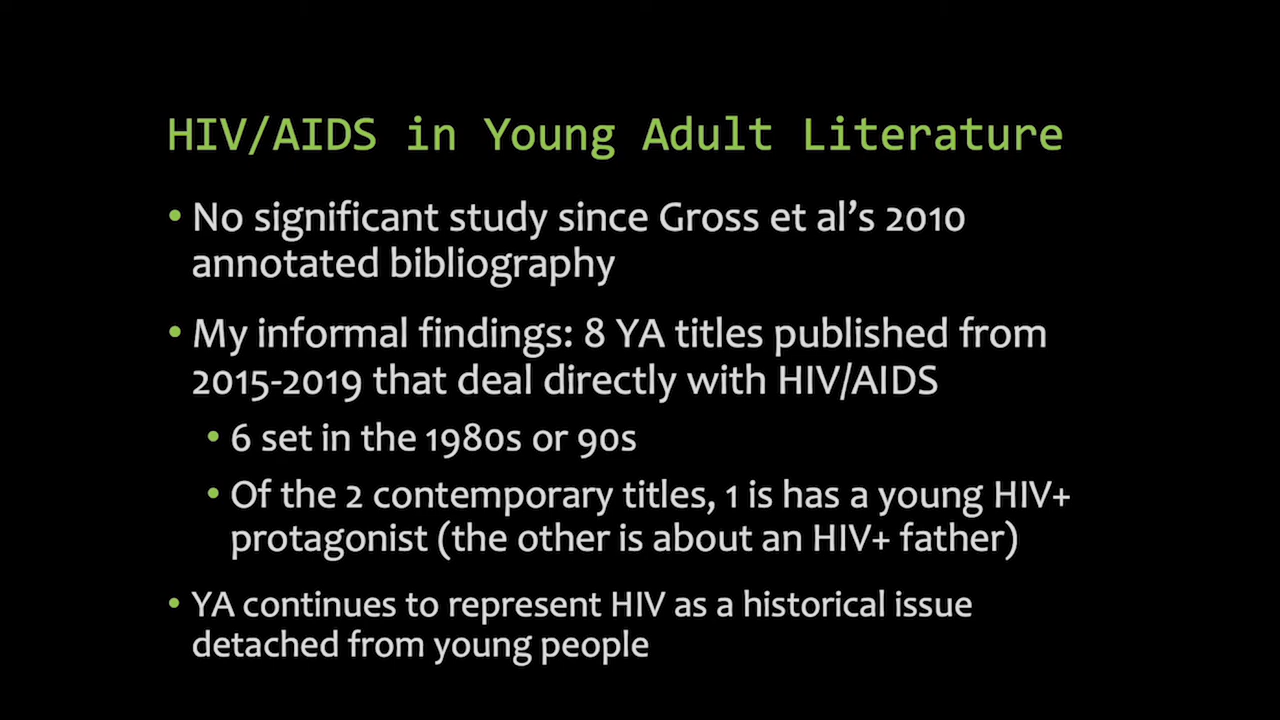 HIV/AIDS in Young Adult Literature
• No significant study since Gross et al’s 2010
annotated bibliography
• My informal findings: 8 YA titles published from
2015-2019 that deal directly with HIV/AIDS
• 6 set in the 1980s or 90s
• Of the 2 contemporary titles, 1 is has a young HIV+
protagonist (the other is about an HIV+ father)
• YA continues to represent HIV as a historical issue
detached from young people